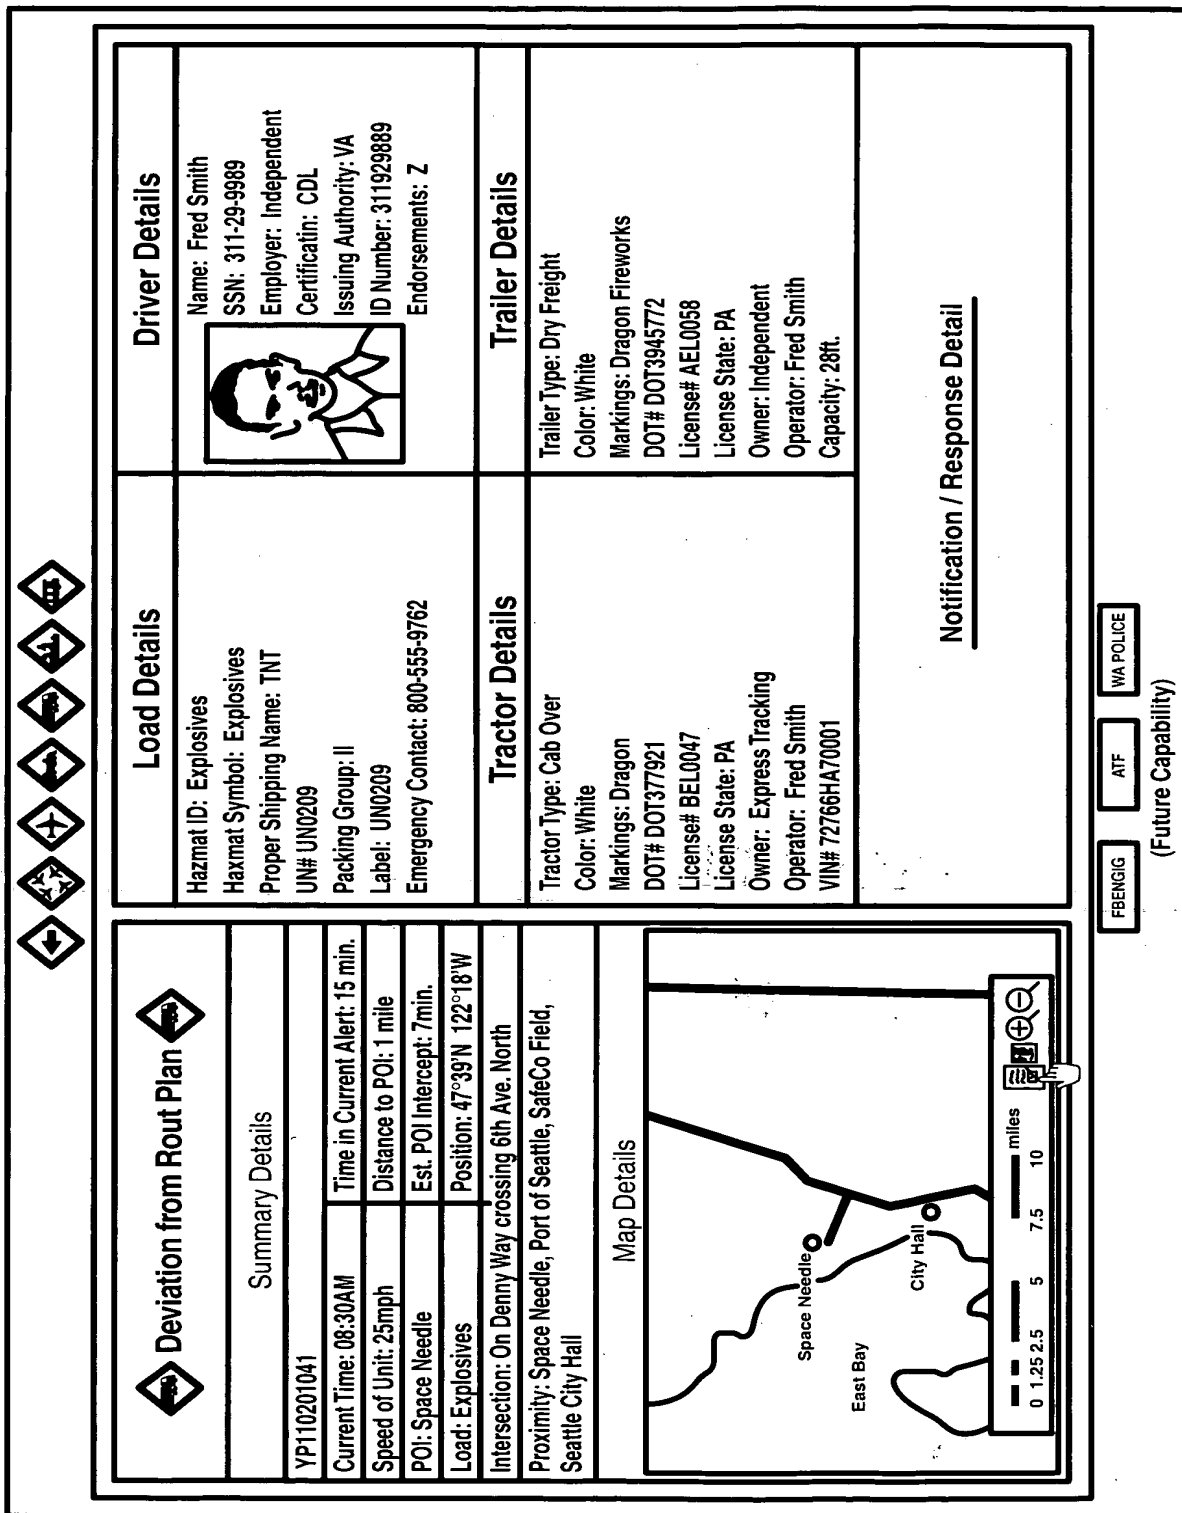 Deviation from Rout Plan
Summary Details
YP110201041
Current Time: 08:30AM
Time in Current Alert: 15 min.
Speed of Unit: 25mph
Distance to POI: 1 mile
POI: Space Needle
Est. POI Intercept: 7min.
Load: Explosives
Position: 47°39'N 122°18'W
Intersection: On Denny Way crossing 6th Ave. North
Proximity: Space Needle, Port of Seattle, SafeCo Field,
Seattle City Hall
Map Details
Space Needle
City Hall
East Bay
0 1.25 2.5 5 7.5 10 miles
Load Details
Hazmat ID: Explosives
Haxmat Symbol: Explosives
Proper Shipping Name: TNT
UN# UN0209
Packing Group: II
Label: UN0209
Emergency Contact: 800-555-9762
Driver Details
Name: Fred Smith
SSN: 311-29-9989
Employer: Independent
Certificatin: CDL
Issuing Authority: VA
ID Number: 311929889
Endorsements: Z
Tractor Details
Tractor Type: Cab Over
Color: White
Markings: Dragon
DOT# DOT377921
License# BEL0047
License State: PA
Owner: Express Tracking
Operator: Fred Smith
VIN# 72766HA70001
Trailer Details
Trailer Type: Dry Freight
Color: White
Markings: Dragon Fireworks
DOT# DOT3945772
License# AEL0058
License State: PA
Owner: Independent
Operator: Fred Smith
Capacity: 28ft.
Notification / Response Detail
FBENGIG
ATF
WA POLICE
(Future Capability)